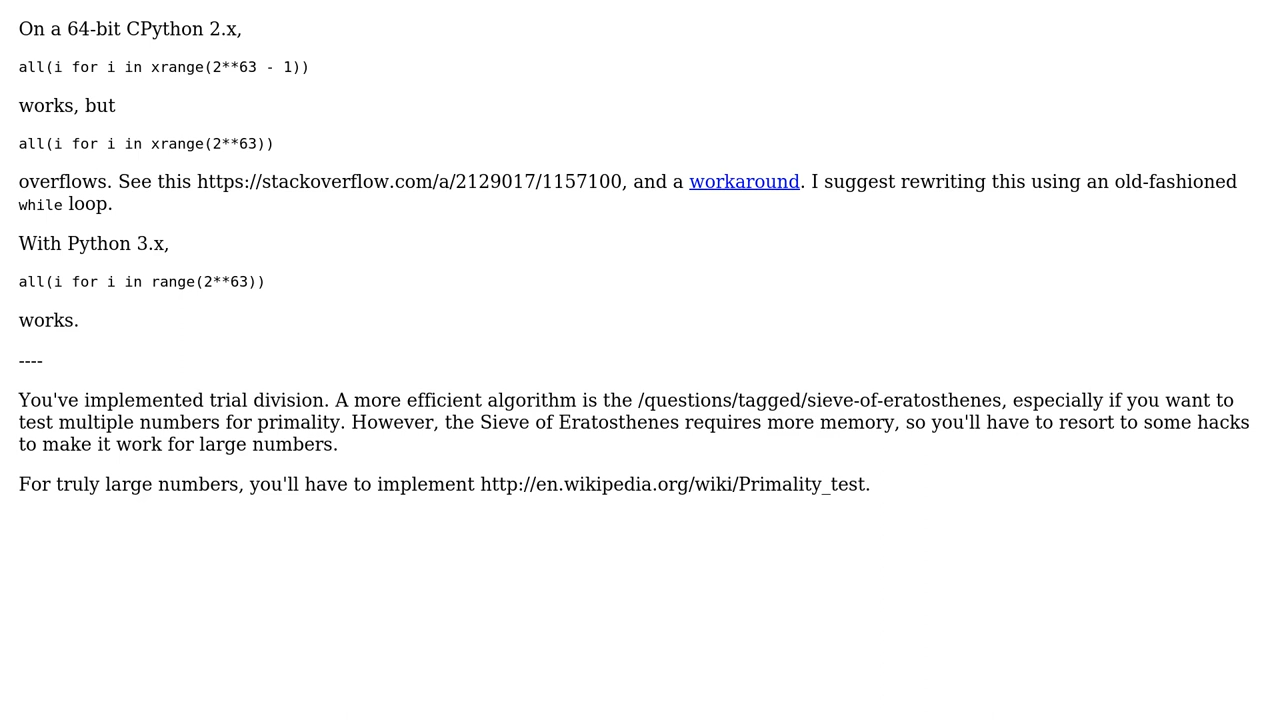 On a 64-bit CPython 2.x,
all(i for i in xrange(2**63 - 1))
works, but
all(i for i in xrange(2**63))
overflows. See this https://stackoverflow.com/a/2129017/1157100, and a workaround. I suggest rewriting this using an old-fashioned
while loop.
With Python 3.x,
all(i for i in range(2**63))
works.
----
You've implemented trial division. A more efficient algorithm is the /questions/tagged/sieve-of-eratosthenes, especially if you want to
test multiple numbers for primality. However, the Sieve of Eratosthenes requires more memory, so you'll have to resort to some hacks
to make it work for large numbers.
For truly large numbers, you'll have to implement http://en.wikipedia.org/wiki/Primality_test.